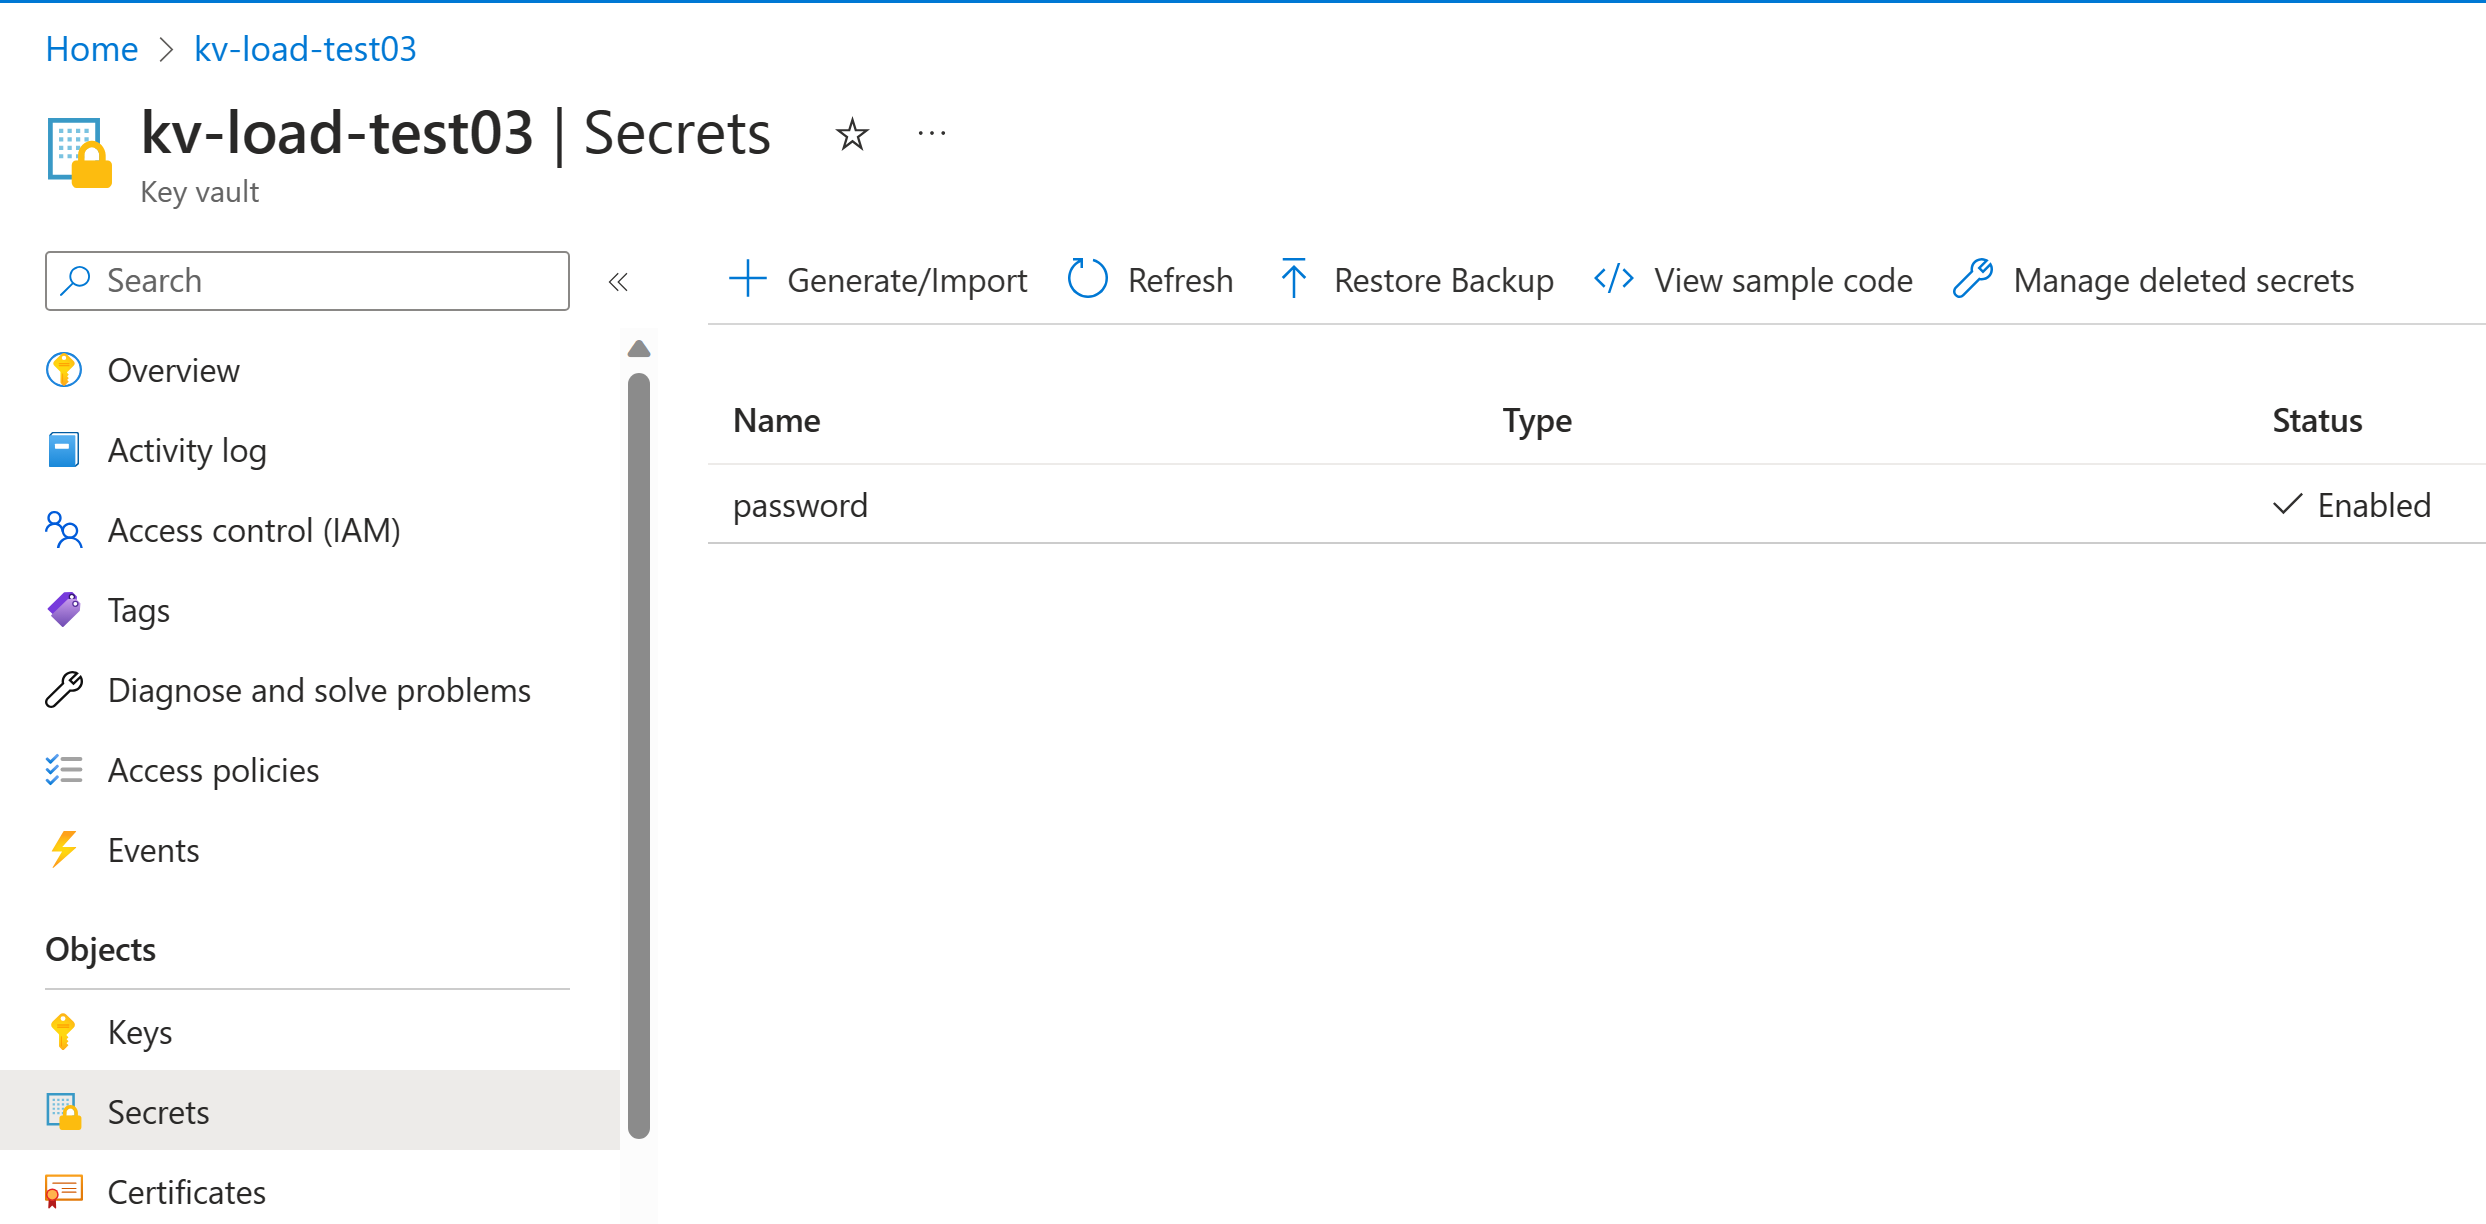 Home > kv-load-test03
kv-load-test03 | Secrets
Key vault
Search
Generate/Import Refresh Restore Backup View sample code Manage deleted secrets
Overview
Activity log
Access control (IAM)
Tags
Diagnose and solve problems
Access policies
Events
Objects
Keys
Secrets
Certificates
Name Type Status
password Enabled